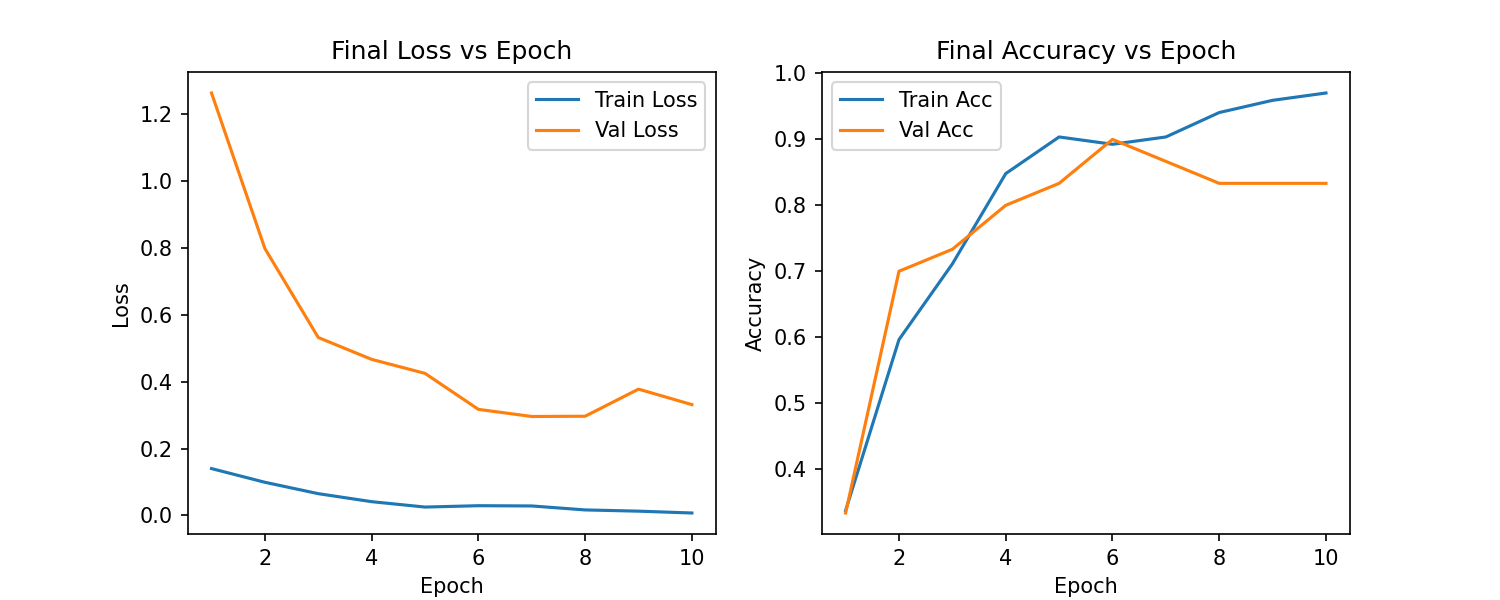 Final Loss vs Epoch
Train Loss
Val Loss
1.2
1.0
0.8
0.6
0.4
0.2
0.0
Loss
2
4
6
8
10
Epoch
Final Accuracy vs Epoch
Train Acc
Val Acc
1.0
0.9
0.8
0.7
0.6
0.5
0.4
Accuracy
2
4
6
8
10
Epoch